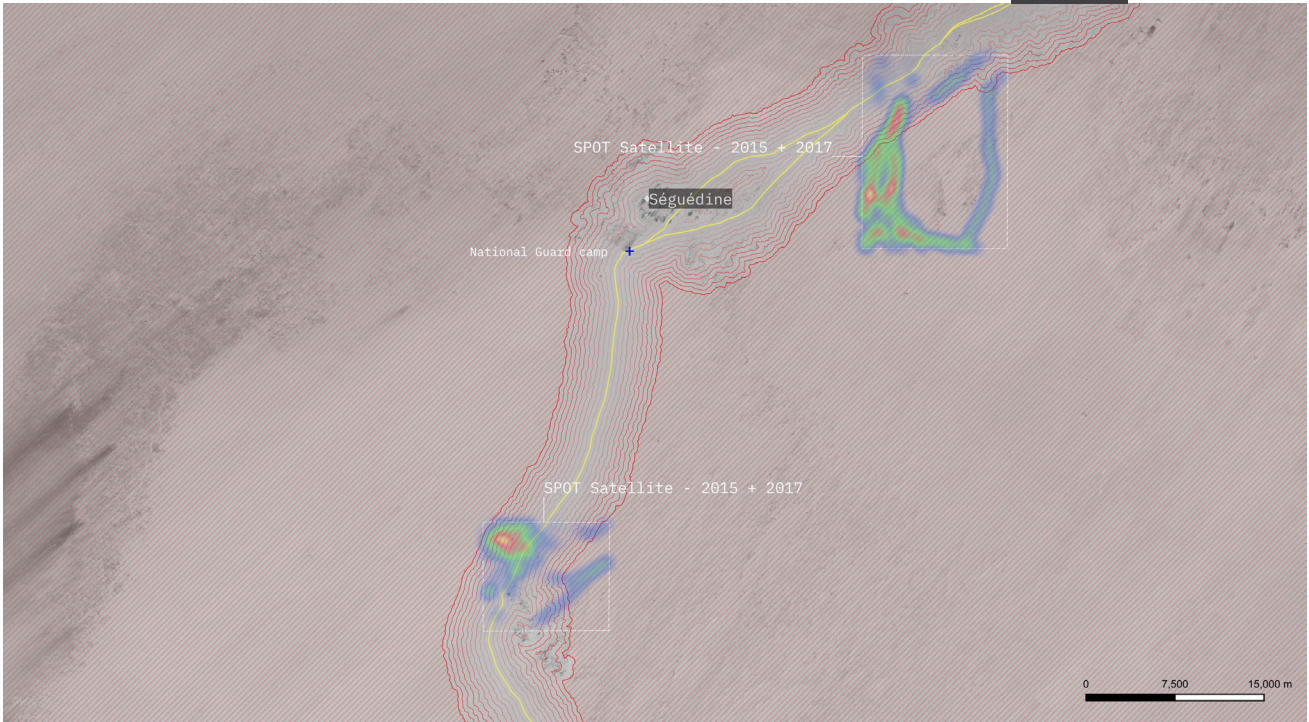 SPOT Satellite - 2015 + 2017
Séguédine
National Guard camp
SPOT Satellite - 2015 + 2017
0 7,500 15,000 m